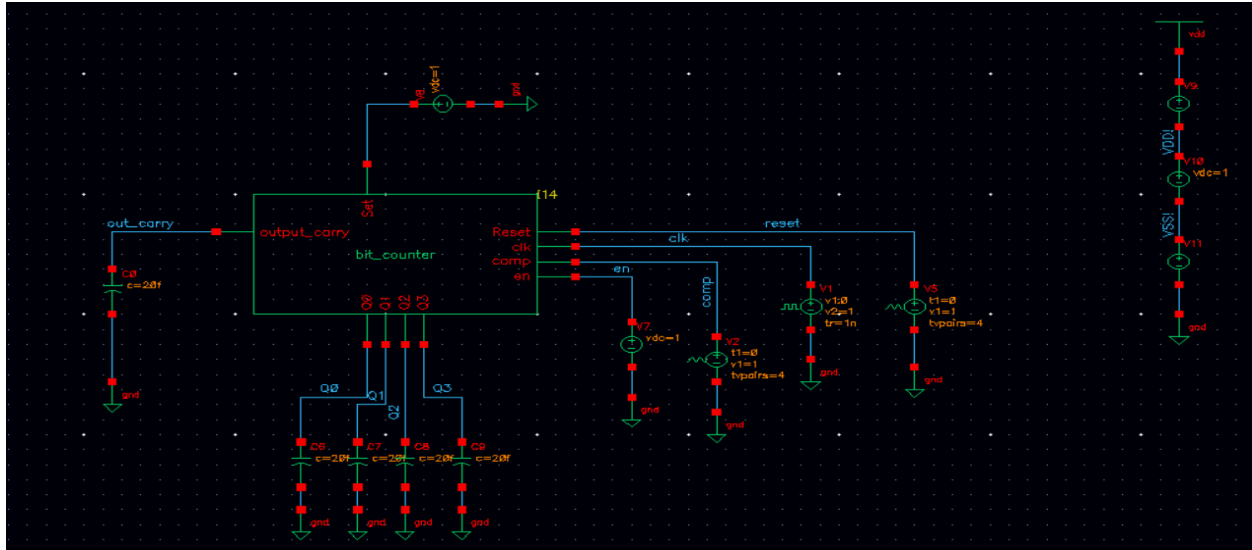 vdd
vdc=1
gnd
V9
VDD!
V10
vdc=1
I14
Set
out_carry
output_carry
Reset
reset
clk
clk
bit_counter
comp
en
en
VSS!
V11
C0
c=20f
comp
Q0
Q1
Q2
Q3
V1
v1:0
v2=1
tr=1n
V5
t1=0
v1=1
tvpairs=4
V7
vdc=1
V2
t1=0
v1=1
tvpairs=4
gnd
gnd
gnd
gnd
gnd
gnd
Q0
Q1
Q2
Q3
C6
c=20f
C7
c=20f
C8
c=20f
C9
c=20f
gnd
gnd
gnd
gnd